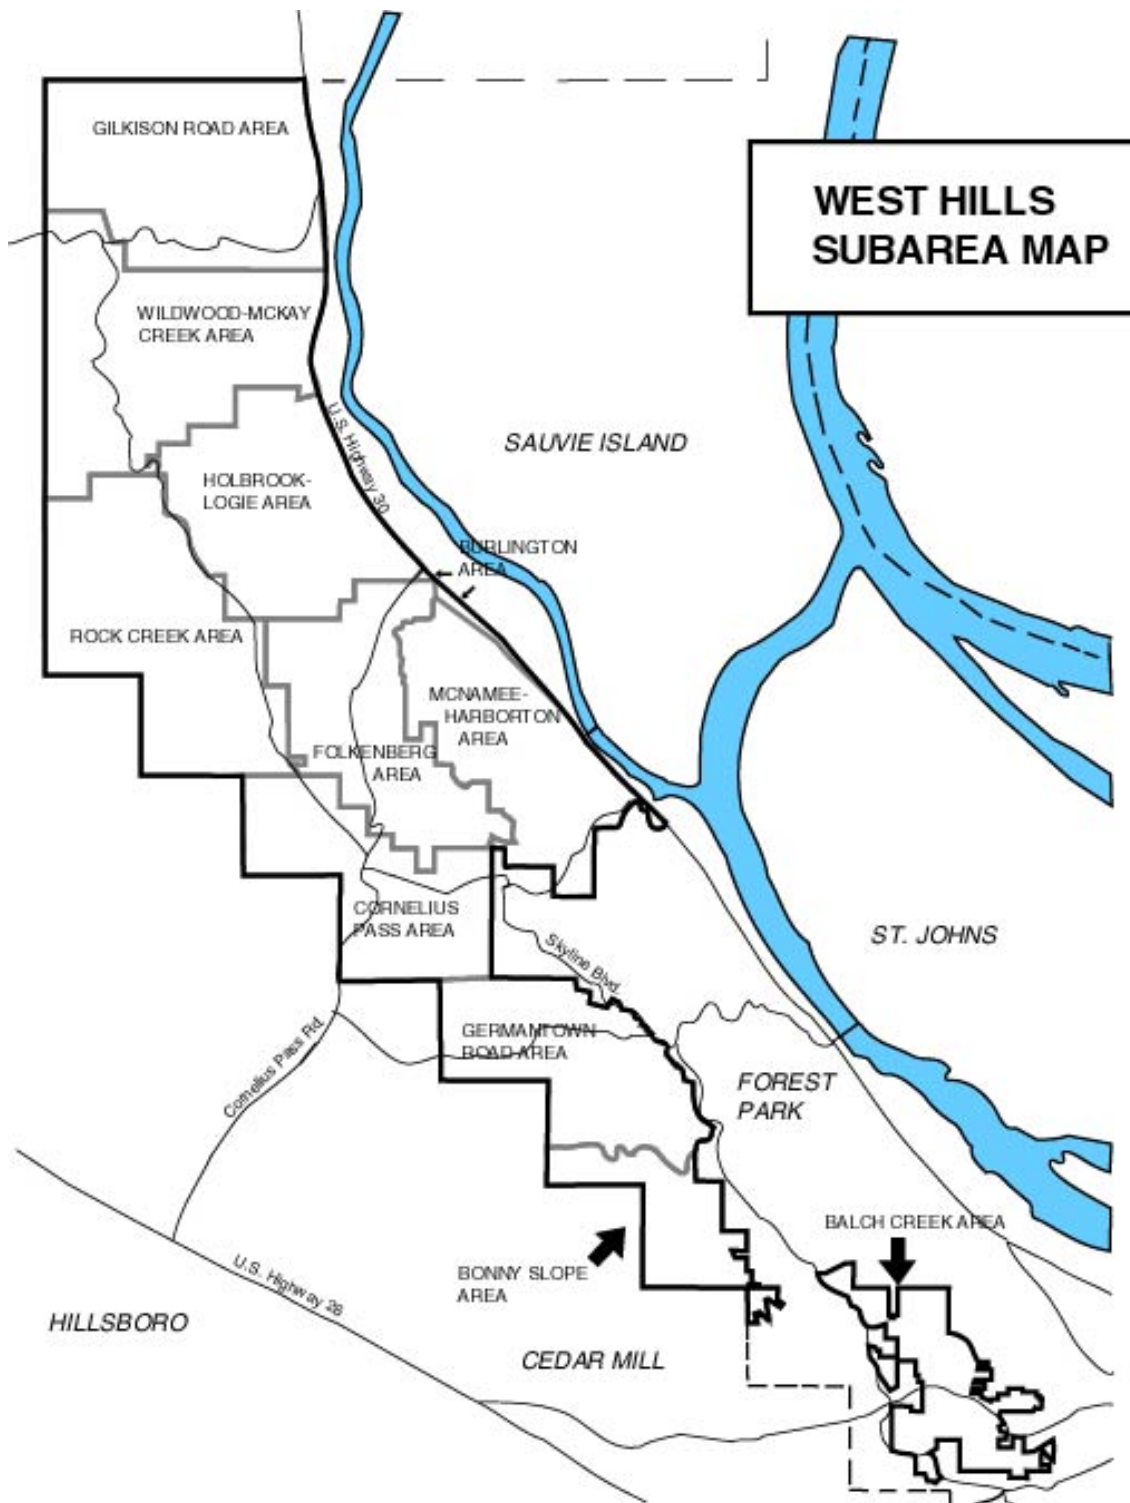 GILKISON ROAD AREA
WEST HILLS
SUBAREA MAP
WILDWOOD-MCKAY
CREEK AREA
U.S. Highway 30
SAUVIE ISLAND
HOLBROOK-
LOGIE AREA
BURLINGTON
AREA
ROCK CREEK AREA
MCNAMEE-
HARBORTON
AREA
FOLKENBERG
AREA
CORNELIUS
PASS AREA
ST. JOHNS
Skyline Blvd.
GERMANTOWN
ROAD AREA
Cornelius Pass Rd.
FOREST
PARK
BALCH CREEK AREA
BONNY SLOPE
AREA
U.S. Highway 26
HILLSBORO
CEDAR MILL